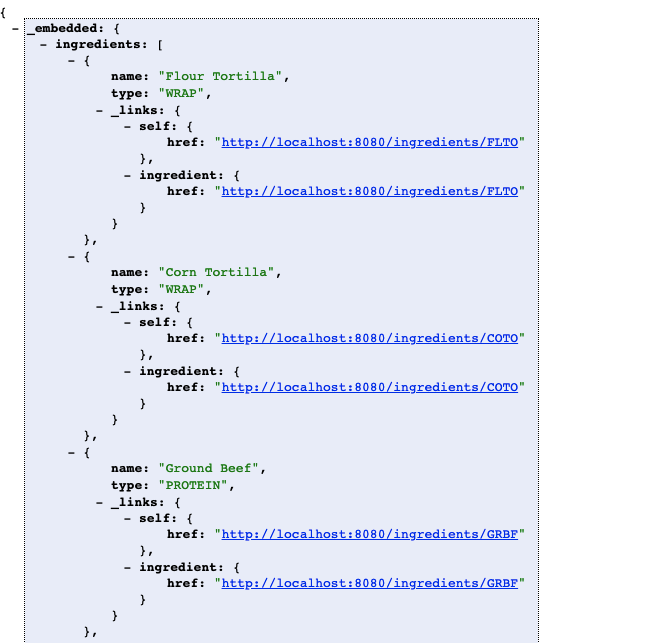 {
- _embedded: {
- ingredients: [
- {
name: "Flour Tortilla",
type: "WRAP",
- _links: {
- self: {
href: "http://localhost:8080/ingredients/FLTO"
},
- ingredient: {
href: "http://localhost:8080/ingredients/FLTO"
}
}
},
- {
name: "Corn Tortilla",
type: "WRAP",
- _links: {
- self: {
href: "http://localhost:8080/ingredients/COTO"
},
- ingredient: {
href: "http://localhost:8080/ingredients/COTO"
}
}
},
- {
name: "Ground Beef",
type: "PROTEIN",
- _links: {
- self: {
href: "http://localhost:8080/ingredients/GRBF"
},
- ingredient: {
href: "http://localhost:8080/ingredients/GRBF"
}
}
},